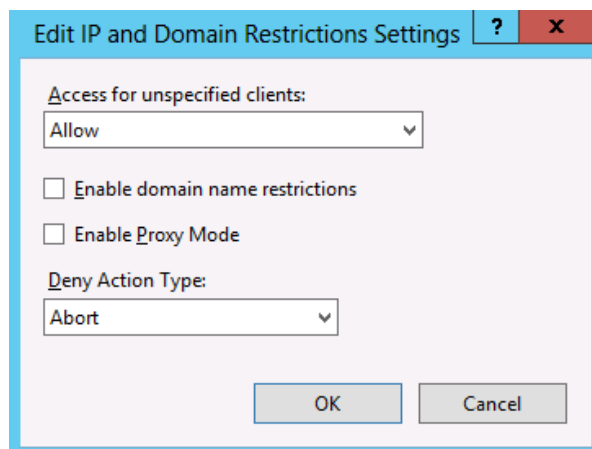 Edit IP and Domain Restrictions Settings ? x
Access for unspecified clients:
Allow
Enable domain name restrictions
Enable Proxy Mode
Deny Action Type:
Abort
OK Cancel